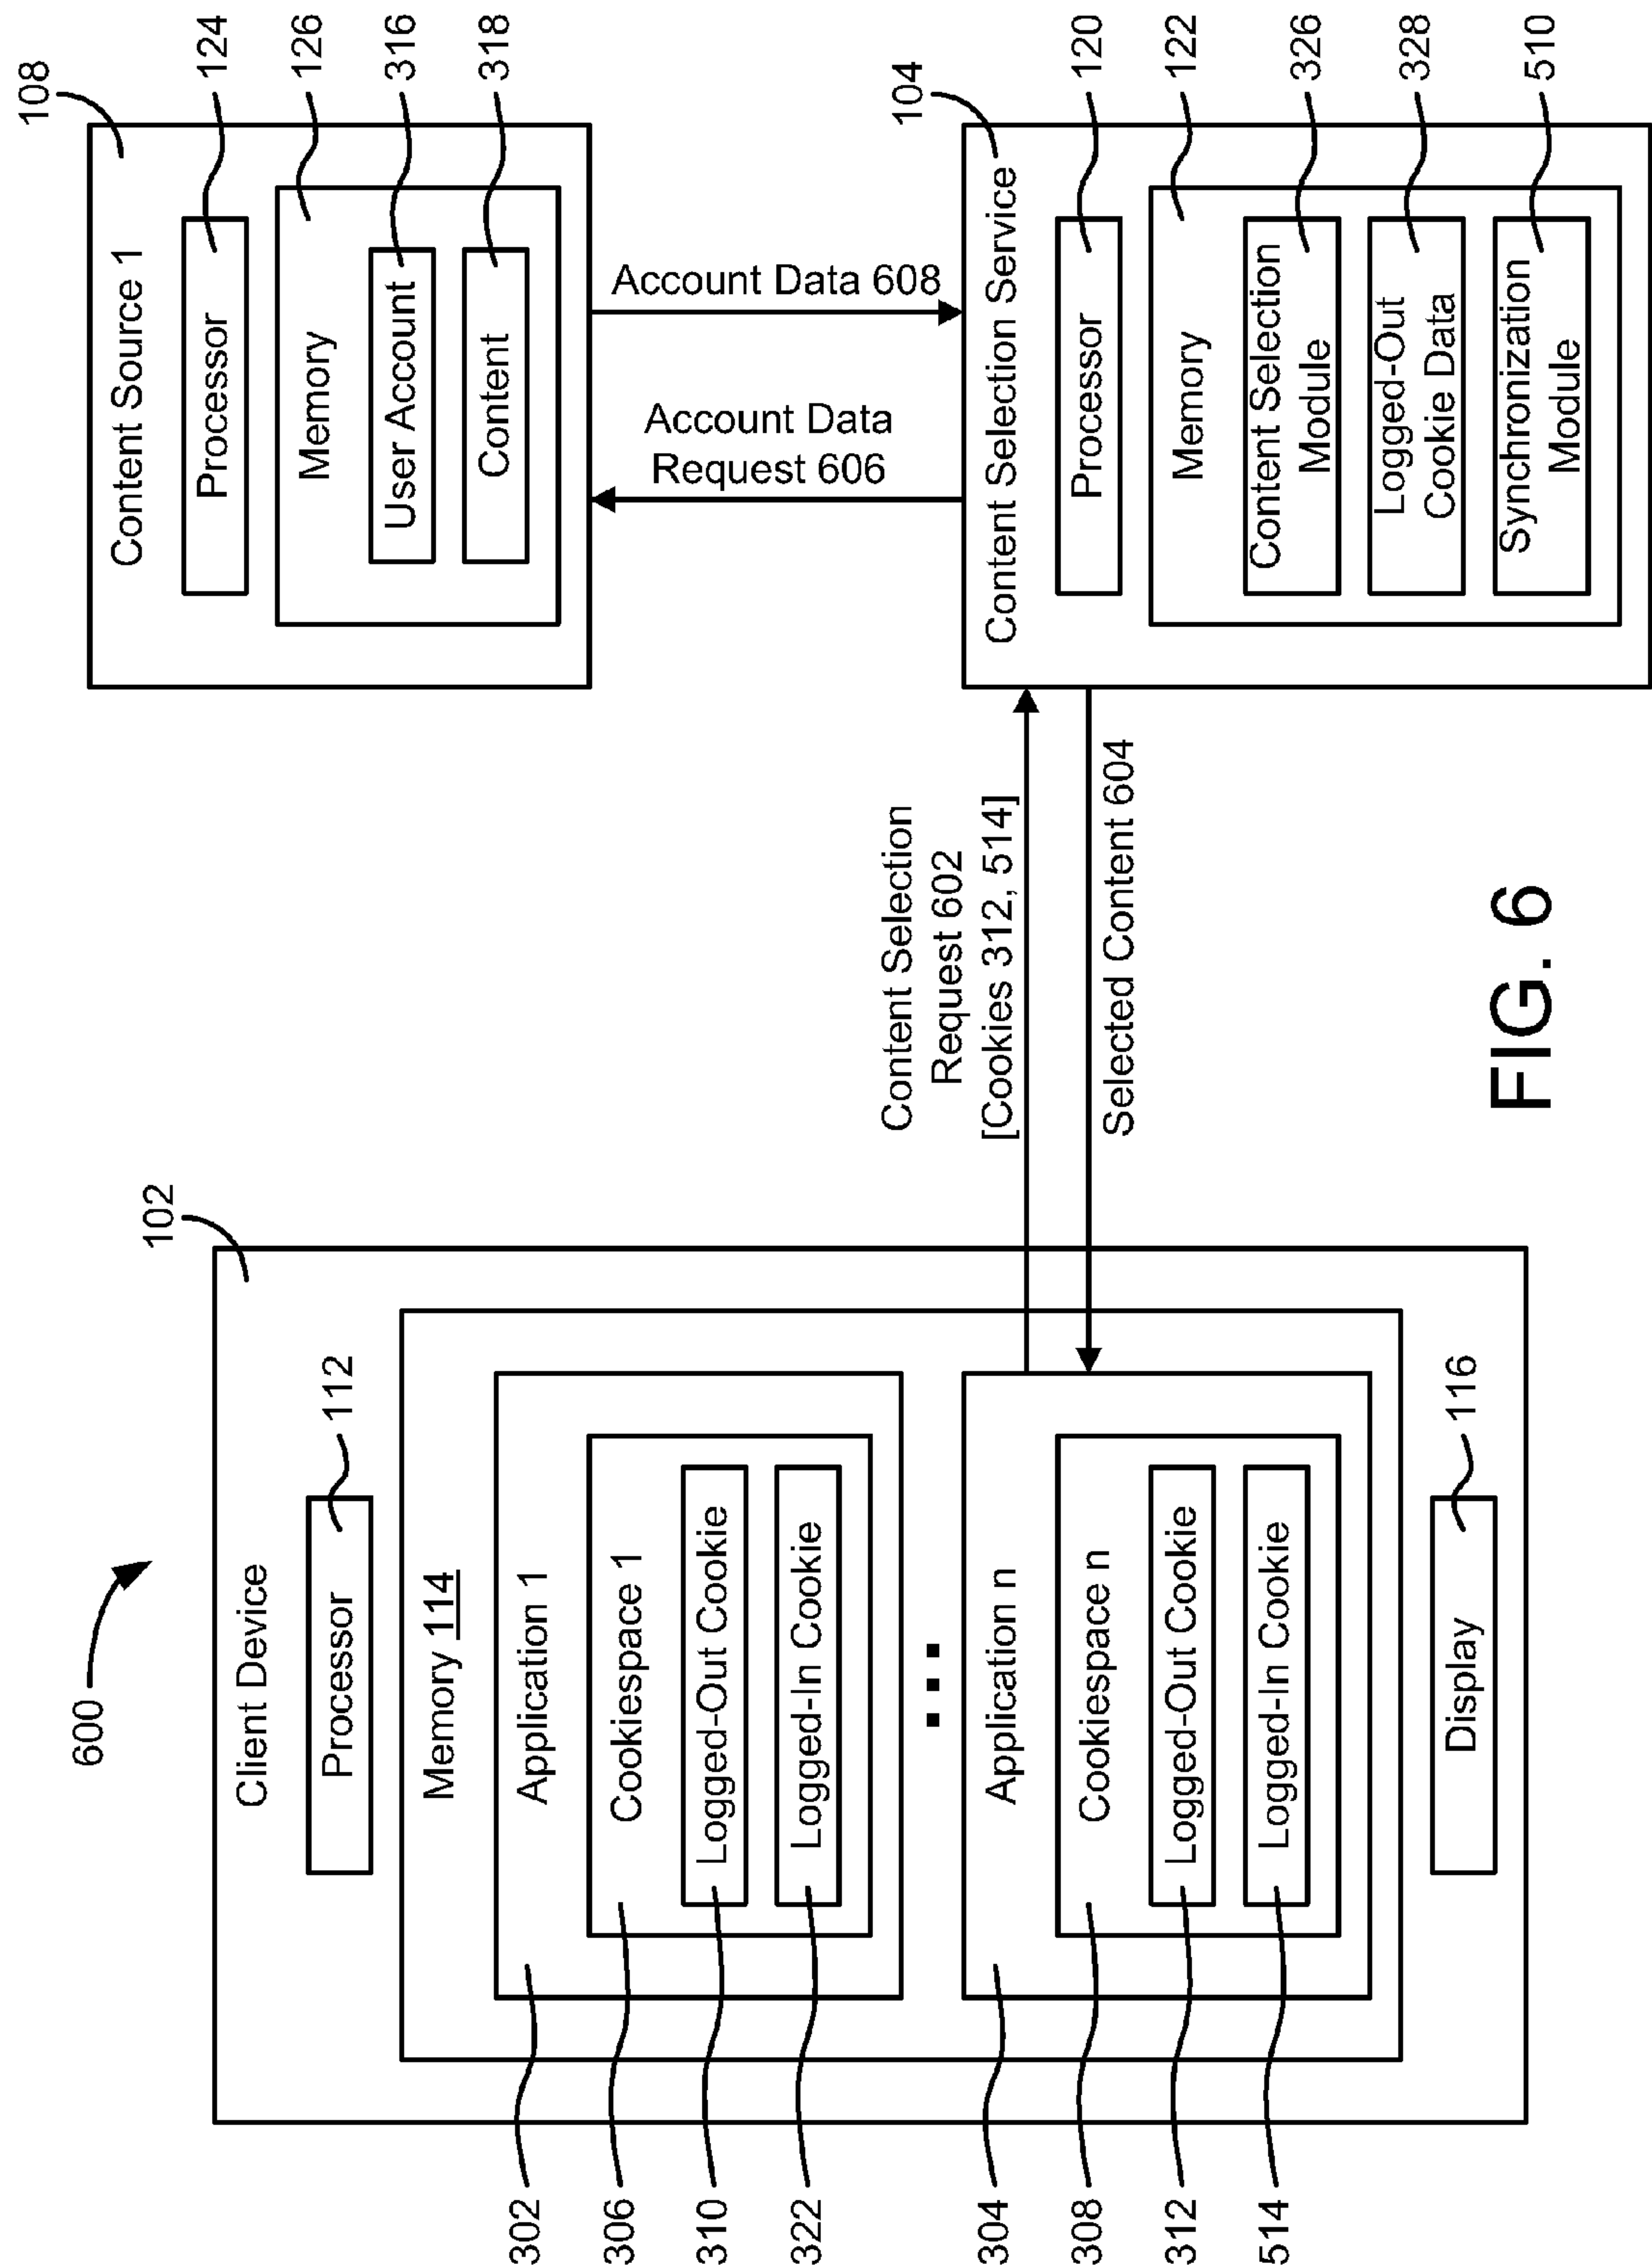 600
Client Device
102
Processor
112
Memory 114
Application 1
302
Cookiespace 1
306
Logged-Out Cookie
310
Logged-In Cookie
322
...
Application n
304
Cookiespace n
308
Logged-Out Cookie
312
Logged-In Cookie
514
Display
116
Content Selection
Request 602
[Cookies 312, 514]
Selected Content 604
Content Source 1
108
Processor
124
Memory
126
User Account
316
Content
318
Account Data
Request 606
Account Data 608
Content Selection Service
104
Processor
120
Memory
122
Content Selection
Module
326
Logged-Out
Cookie Data
328
Synchronization
Module
510
FIG. 6